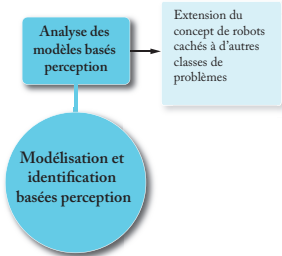 Analyse des
modèles basés
perception
Extension du
concept de robots
cachés à d'autres
classes de
problèmes
Modélisation et
identification
basées perception